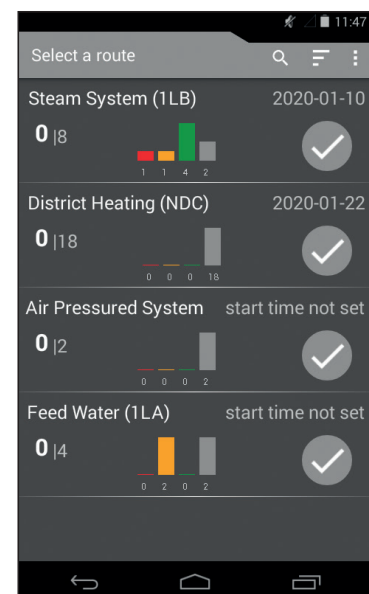 11:47
Select a route
Steam System (1LB) 2020-01-10
0 |8
1 1 4 2
District Heating (NDC) 2020-01-22
0 |18
0 0 0 18
Air Pressured System start time not set
0 |2
0 0 0 2
Feed Water (1LA) start time not set
0 |4
0 2 0 2